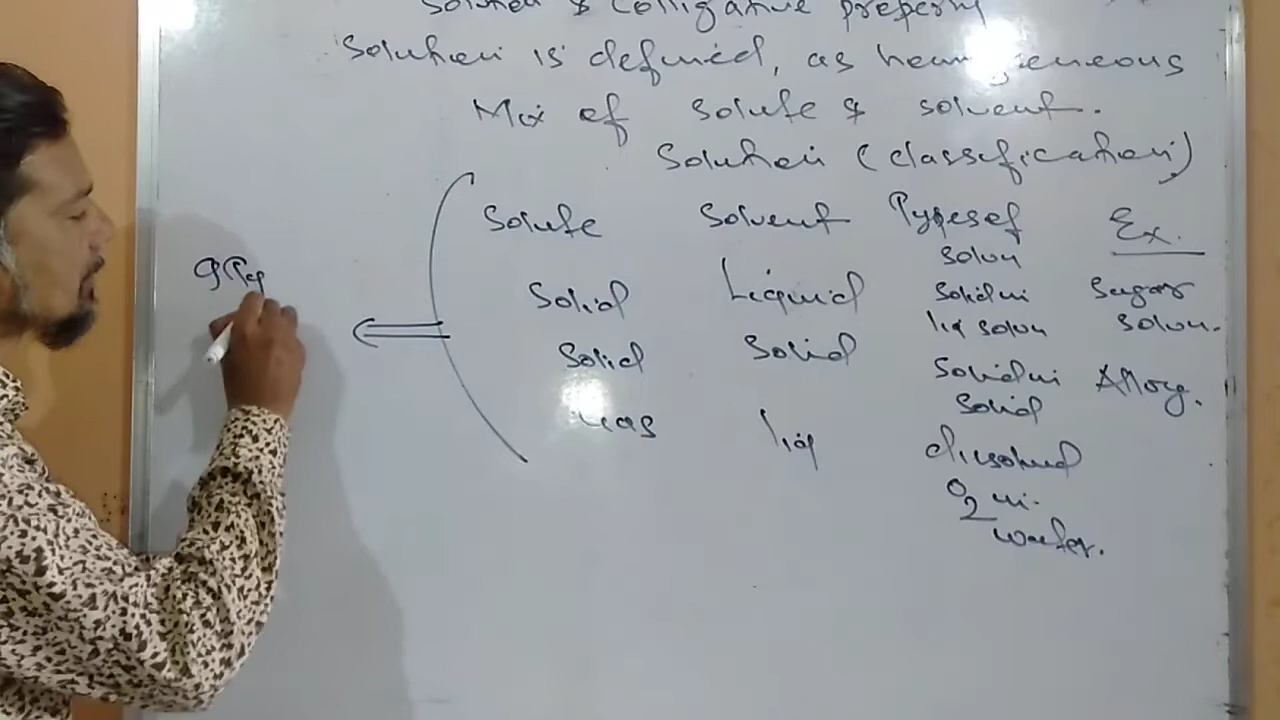 Solution & Colligative property
Solution is defined, as homogeneous
Mix of solute & solvent.
Solution (classification)
Solute Solvent Types of solun Ex.
Solid Liquid Solid in liq solun Sugar solun.
Solid Solid Solid in Solid Alloy.
Gas liq dissolved O2 in water.